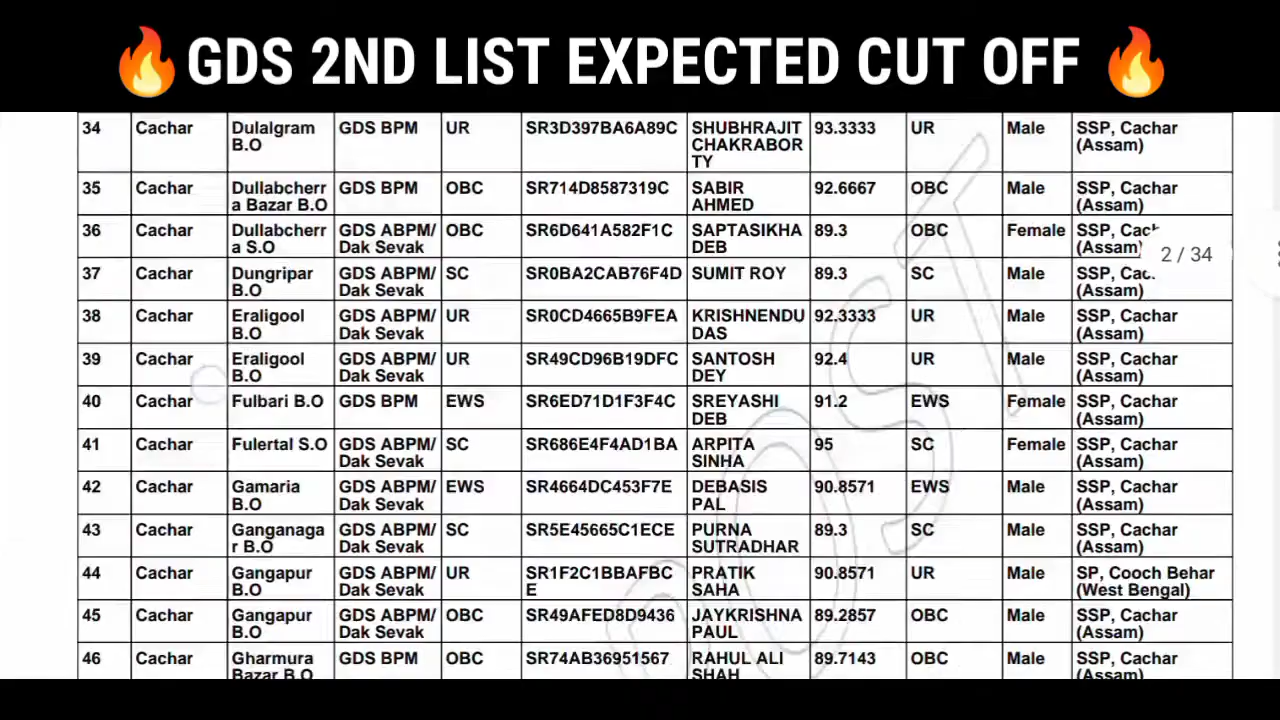 🔥GDS 2ND LIST EXPECTED CUT OFF 🔥
34 Cachar Dulalgram B.O GDS BPM UR SR3D397BA6A89C SHUBHRAJIT CHAKRABORTY 93.3333 UR Male SSP, Cachar (Assam)
35 Cachar Dullabcherra Bazar B.O GDS BPM OBC SR714D8587319C SABIR AHMED 92.6667 OBC Male SSP, Cachar (Assam)
36 Cachar Dullabcherra S.O GDS ABPM/ Dak Sevak OBC SR6D641A582F1C SAPTASIKHA DEB 89.3 OBC Female SSP, (Assam)
2 / 34
37 Cachar Dungripar B.O GDS ABPM/ Dak Sevak SC SR0BA2CAB76F4D SUMIT ROY 89.3 SC Male SSP, (Assam)
38 Cachar Eraligool B.O GDS ABPM/ Dak Sevak UR SR0CD4665B9FEA KRISHNENDU DAS 92.3333 UR Male SSP, Cachar (Assam)
39 Cachar Eraligool B.O GDS ABPM/ Dak Sevak UR SR49CD96B19DFC SANTOSH DEY 92.4 UR Male SSP, Cachar (Assam)
40 Cachar Fulbari B.O GDS BPM EWS SR6ED71D1F3F4C SREYASHI DEB 91.2 EWS Female SSP, Cachar (Assam)
41 Cachar Fulertal S.O GDS ABPM/ Dak Sevak SC SR686E4F4AD1BA ARPITA SINHA 95 SC Female SSP, Cachar (Assam)
42 Cachar Gamaria B.O GDS ABPM/ Dak Sevak EWS SR4664DC453F7E DEBASIS PAL 90.8571 EWS Male SSP, Cachar (Assam)
43 Cachar Ganganagar B.O GDS ABPM/ Dak Sevak SC SR5E45665C1ECE PURNA SUTRADHAR 89.3 SC Male SSP, Cachar (Assam)
44 Cachar Gangapur B.O GDS ABPM/ Dak Sevak UR SR1F2C1BBAFBCE PRATIK SAHA 90.8571 UR Male SP, Cooch Behar (West Bengal)
45 Cachar Gangapur B.O GDS ABPM/ Dak Sevak OBC SR49AFED8D9436 JAYKRISHNA PAUL 89.2857 OBC Male SSP, Cachar (Assam)
46 Cachar Gharmura Bazar B.O GDS BPM OBC SR74AB36951567 RAHUL ALI SHAH 89.7143 OBC Male SSP, Cachar (Assam)